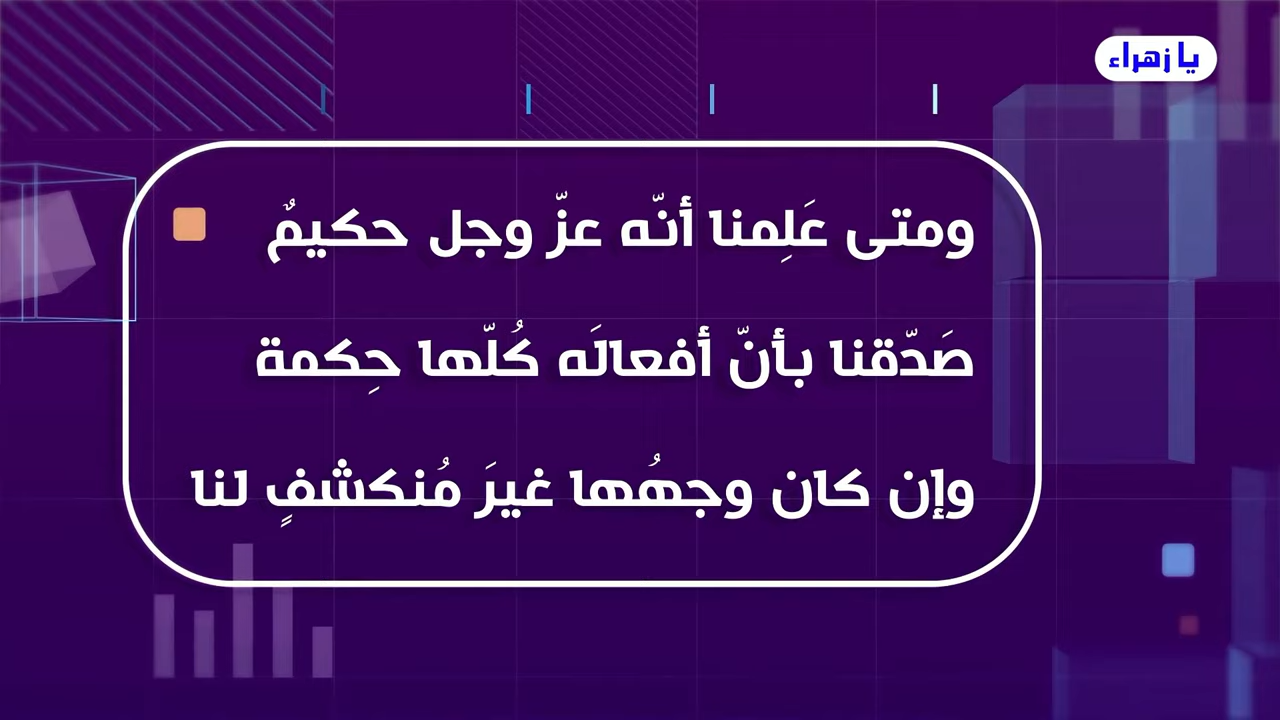 يا زهراء
ومتى عَلِمنا أنّه عزّ وجل حكيمٌ
صَدّقنا بأنّ أفعالَه كُلّها حِكمة
وإن كان وجهُها غيرَ مُنكشفٍ لنا